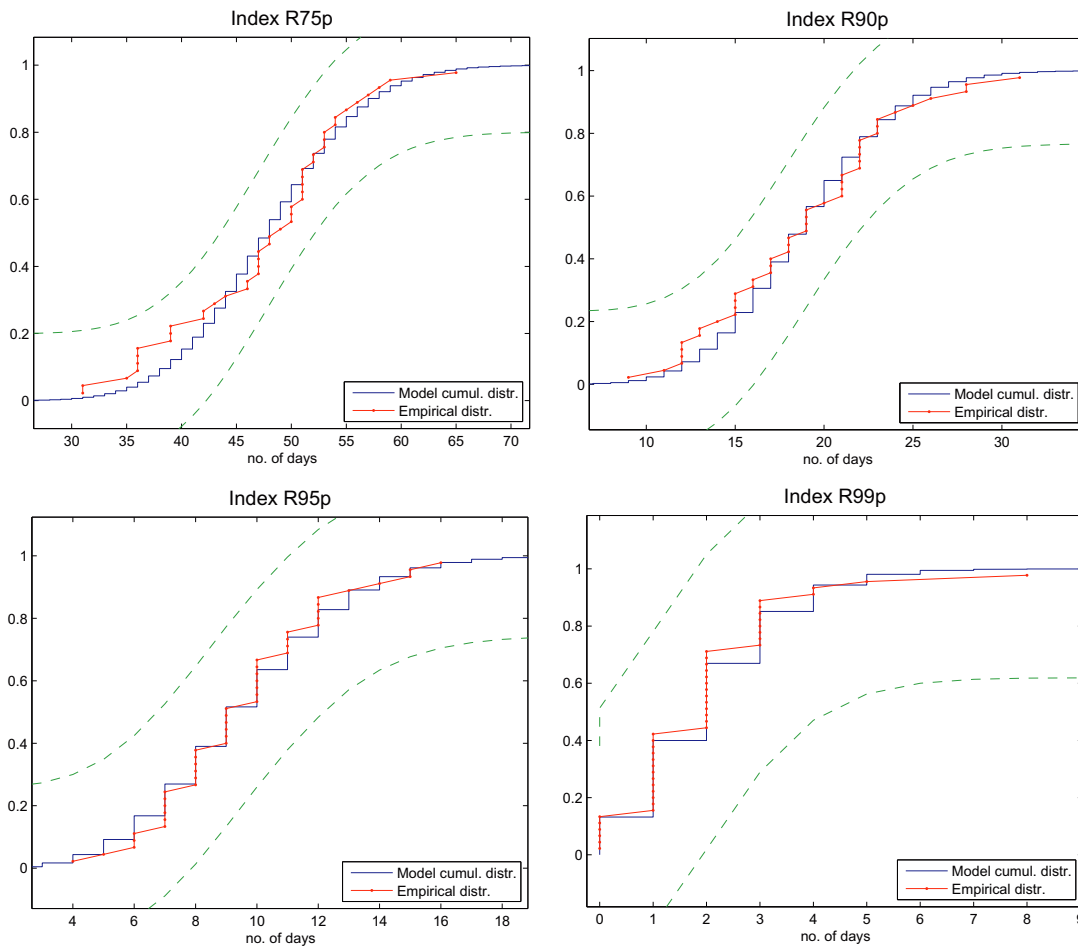 Index R75p
1
0.8
0.6
0.4
0.2
0
30 35 40 45 50 55 60 65 70
no. of days
Model cumul. distr.
Empirical distr.
Index R90p
1
0.8
0.6
0.4
0.2
0
10 15 20 25 30
no. of days
Model cumul. distr.
Empirical distr.
Index R95p
1
0.8
0.6
0.4
0.2
0
4 6 8 10 12 14 16 18
no. of days
Model cumul. distr.
Empirical distr.
Index R99p
1
0.8
0.6
0.4
0.2
0
0 1 2 3 4 5 6 7 8 9
no. of days
Model cumul. distr.
Empirical distr.